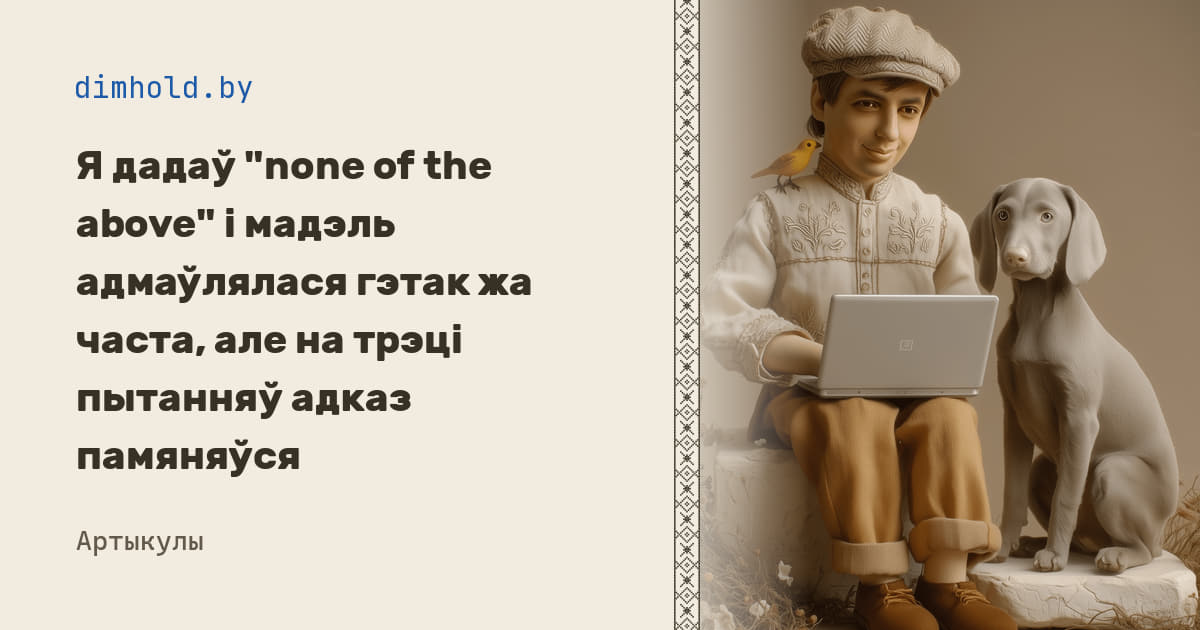 dimhold.by
Я дадаў "none of the
above" і мадэль
адмаўлялася гэтак жа
часта, але на трэці
пытанняў адказ
памяняўся
Артыкулы